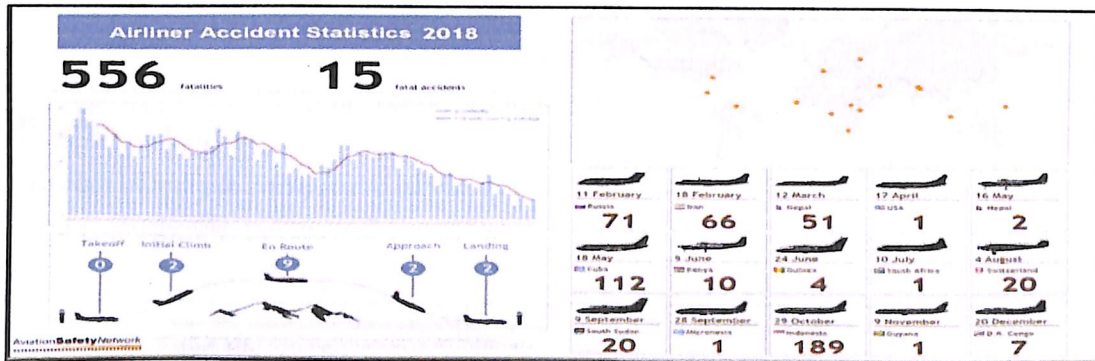 Airliner Accident Statistics 2018
556 fatalities 15 fatal accidents
Takeoff Initial Climb En Route Approach Landing
0 2 9 2 2
AviationSafetyNetwork
11 February 18 February 12 March 17 April 16 May
Russia Iran Nepal USA Nepal
71 66 51 1 2
18 May 5 June 24 June 10 July 4 August
Cuba Kenya Guinea South Africa Switzerland
112 10 4 1 20
9 September 28 September 29 October 9 November 20 December
South Sudan Micronesia Indonesia Guyana D.R. Congo
20 1 189 1 7